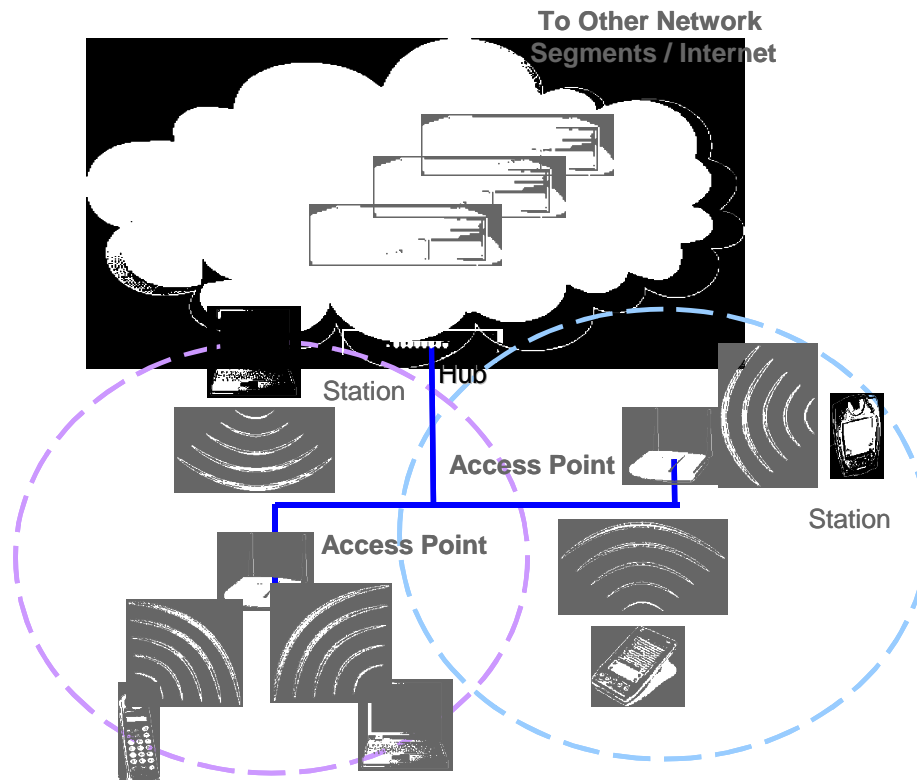 To Other Network
Segments / Internet
Hub
Station
Access Point
Station
Access Point